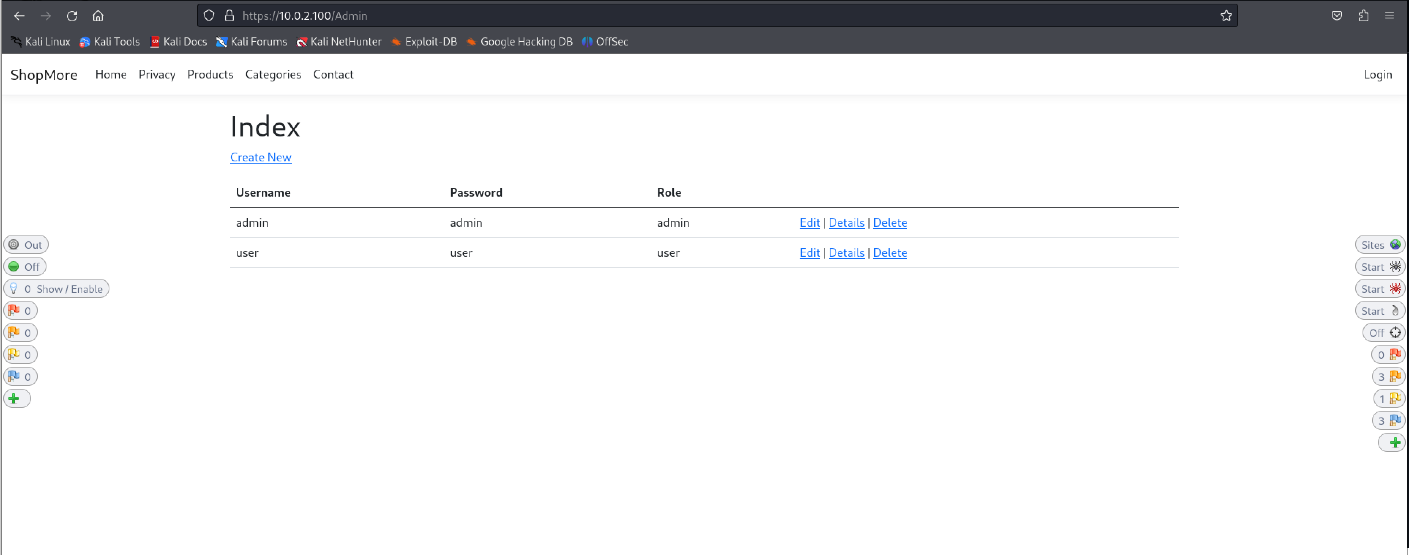 https://10.0.2.100/Admin
Kali Linux Kali Tools Kali Docs Kali Forums Kali NetHunter Exploit-DB Google Hacking DB OffSec
ShopMore Home Privacy Products Categories Contact Login
Index
Create New
Username Password Role
admin admin admin Edit | Details | Delete
user user user Edit | Details | Delete
Out Sites
Off Start
0 Show / Enable Start
0 Start
0 Off
0 0
0 3
1
3